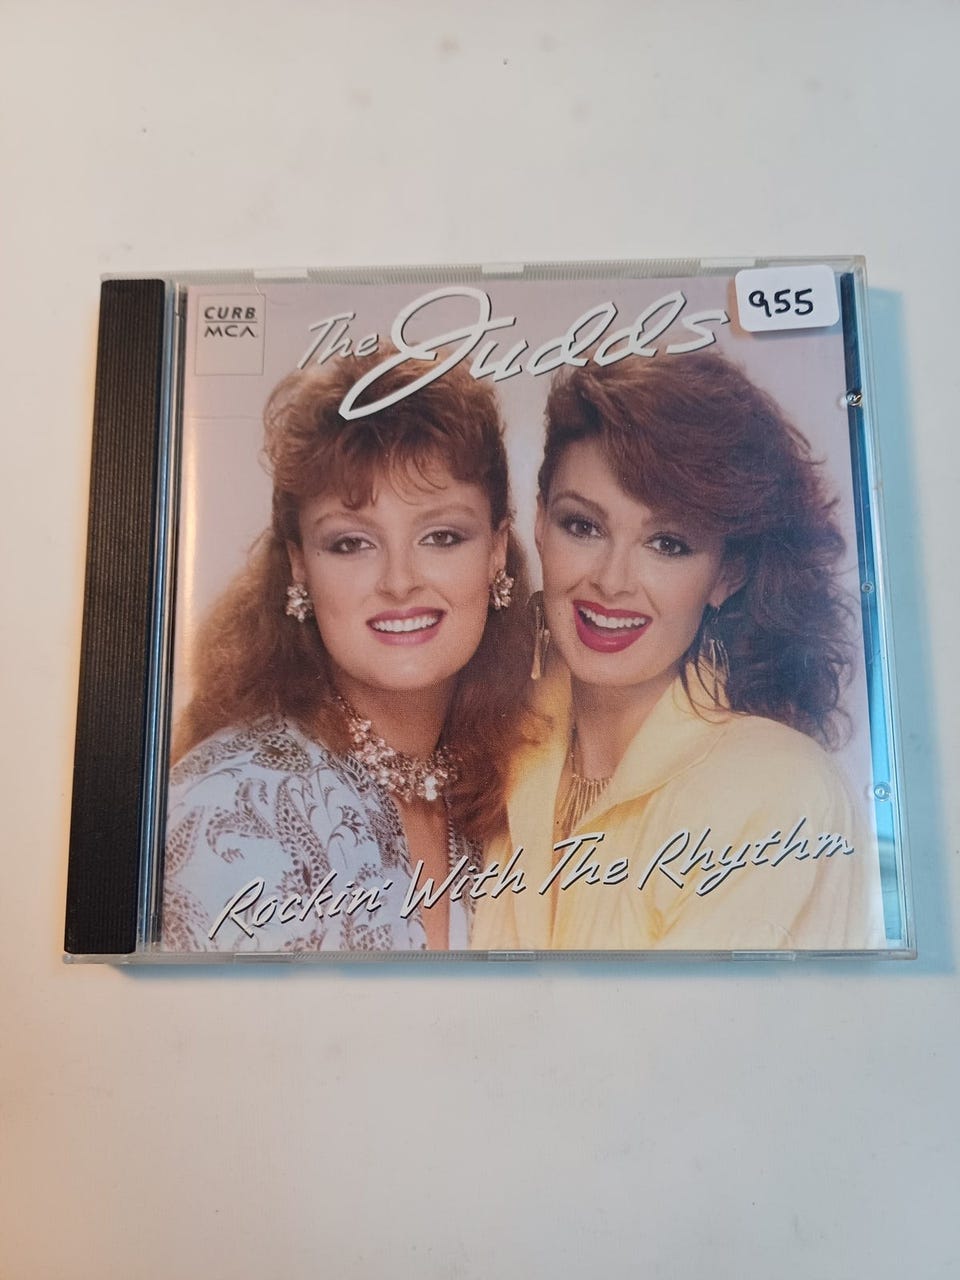 CURB
MCA
The Judds
955
Rockin' With The Rhythm